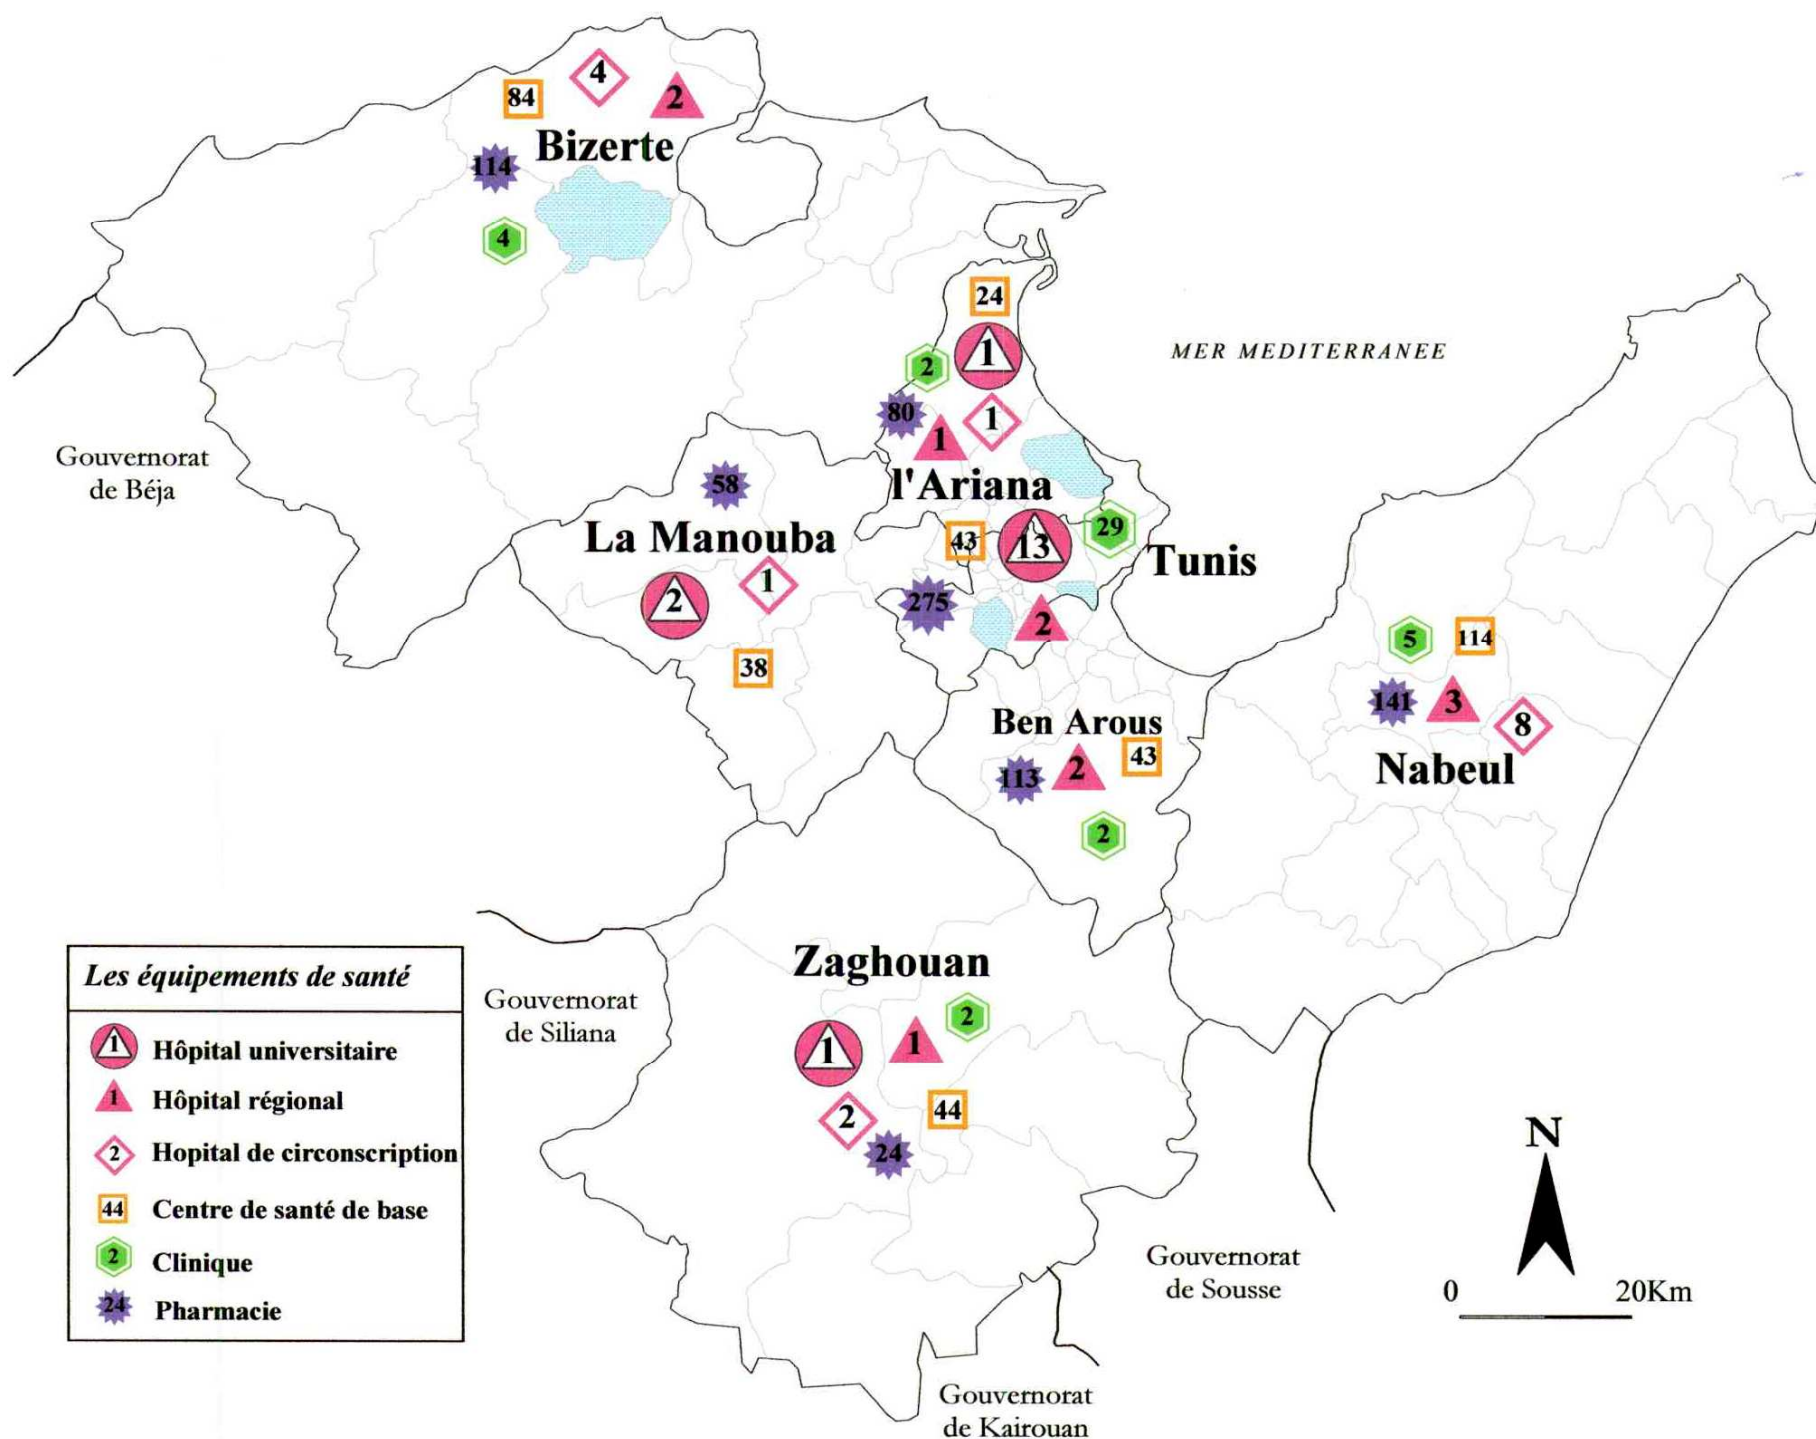 4
84
2
Bizerte
114
4
24
1
2
80
1
1
l'Ariana
MER MEDITERRANEE
Gouvernorat
de Béja
58
La Manouba
2
1
38
43
13
29
Tunis
275
2
5
114
141
3
8
Nabeul
Ben Arous
113
2
43
2
Zaghouan
2
1
1
2
44
24
Gouvernorat
de Siliana
Les équipements de santé
1 Hôpital universitaire
1 Hôpital régional
2 Hopital de circonscription
44 Centre de santé de base
2 Clinique
24 Pharmacie
Gouvernorat
de Sousse
Gouvernorat
de Kairouan
N
0 20Km